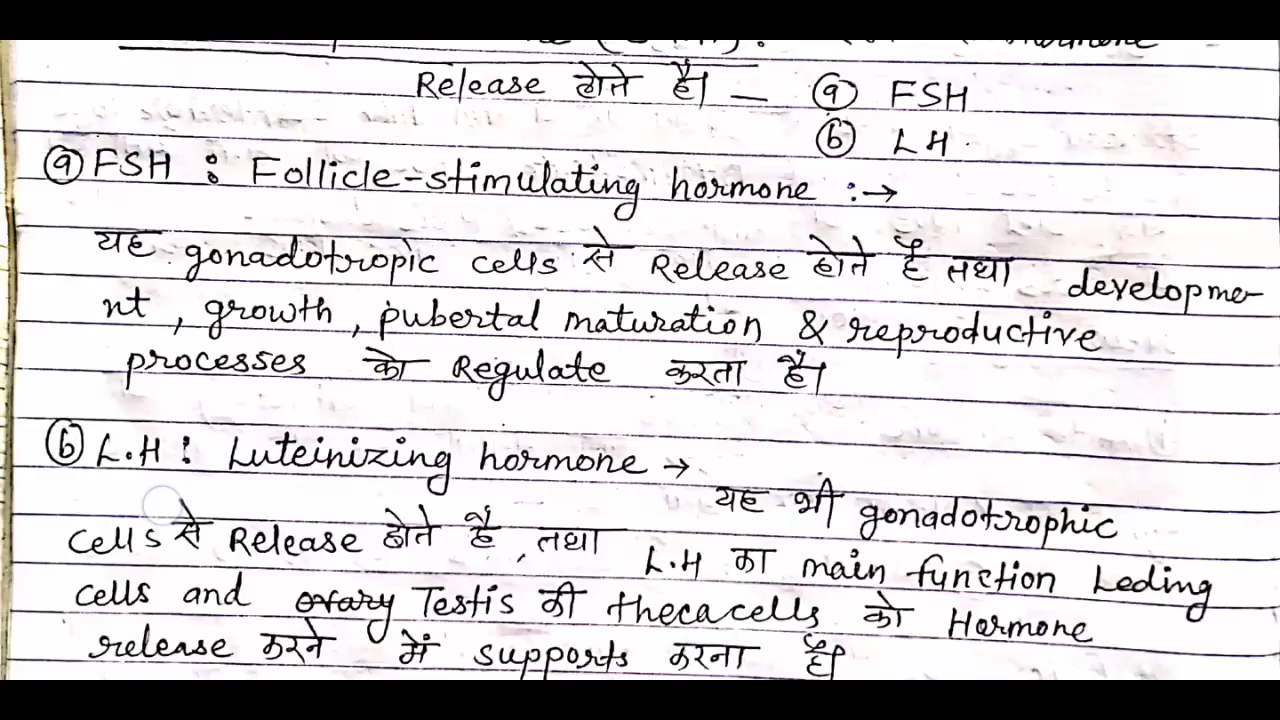 hormone
Release होते हैं। — ⓐ FSH
ⓑ LH.
ⓐ FSH : Follicle-stimulating hormone :→
यह gonadotropic cells से Release होते हैं तथा developme-
nt, growth, pubertal maturation & reproductive
processes को Regulate करता हैं।
ⓑ L.H : Luteinizing hormone →
यह भी gonadotrophic
cells से Release होते हैं, तथा L.H का main function Leding
cells and ovary Testis की thecacells को Hormone
release करने में supports करना है।